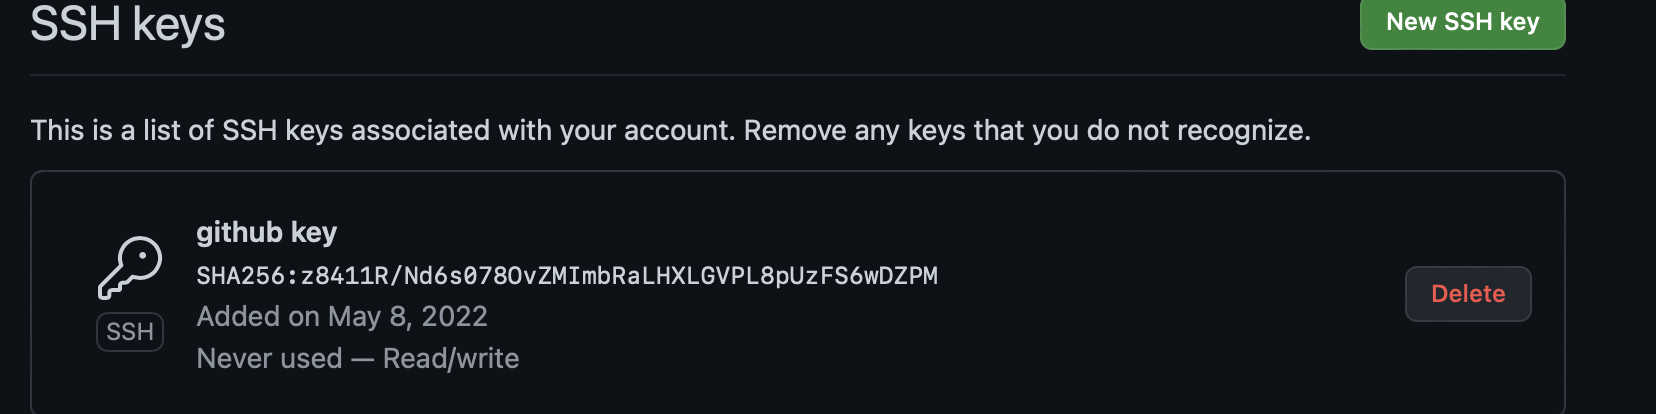 SSH keys
New SSH key
This is a list of SSH keys associated with your account. Remove any keys that you do not recognize.
github key
SHA256:z8411R/Nd6s078OvZMImbRaLHXLGVPL8pUzFS6wDZPM
Added on May 8, 2022
Never used — Read/write
SSH
Delete